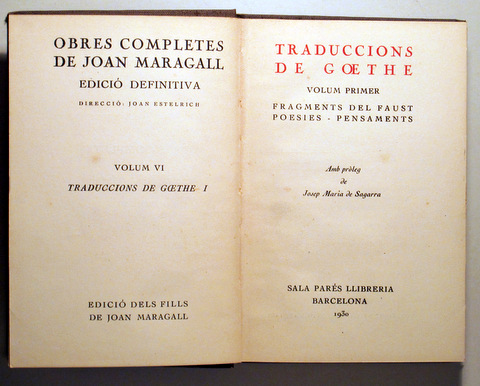 OBRES COMPLETES
DE JOAN MARAGALL
EDICIÓ DEFINITIVA
DIRECCIÓ: JOAN ESTELRICH
VOLUM VI
TRADUCCIONS DE GŒTHE I
EDICIÓ DELS FILLS
DE JOAN MARAGALL
TRADUCCIONS
DE GŒTHE
VOLUM PRIMER
FRAGMENTS DEL FAUST
POESIES - PENSAMENTS
Amb pròleg
de
Josep Maria de Sagarra
SALA PARÉS LLIBRERIA
BARCELONA
1930